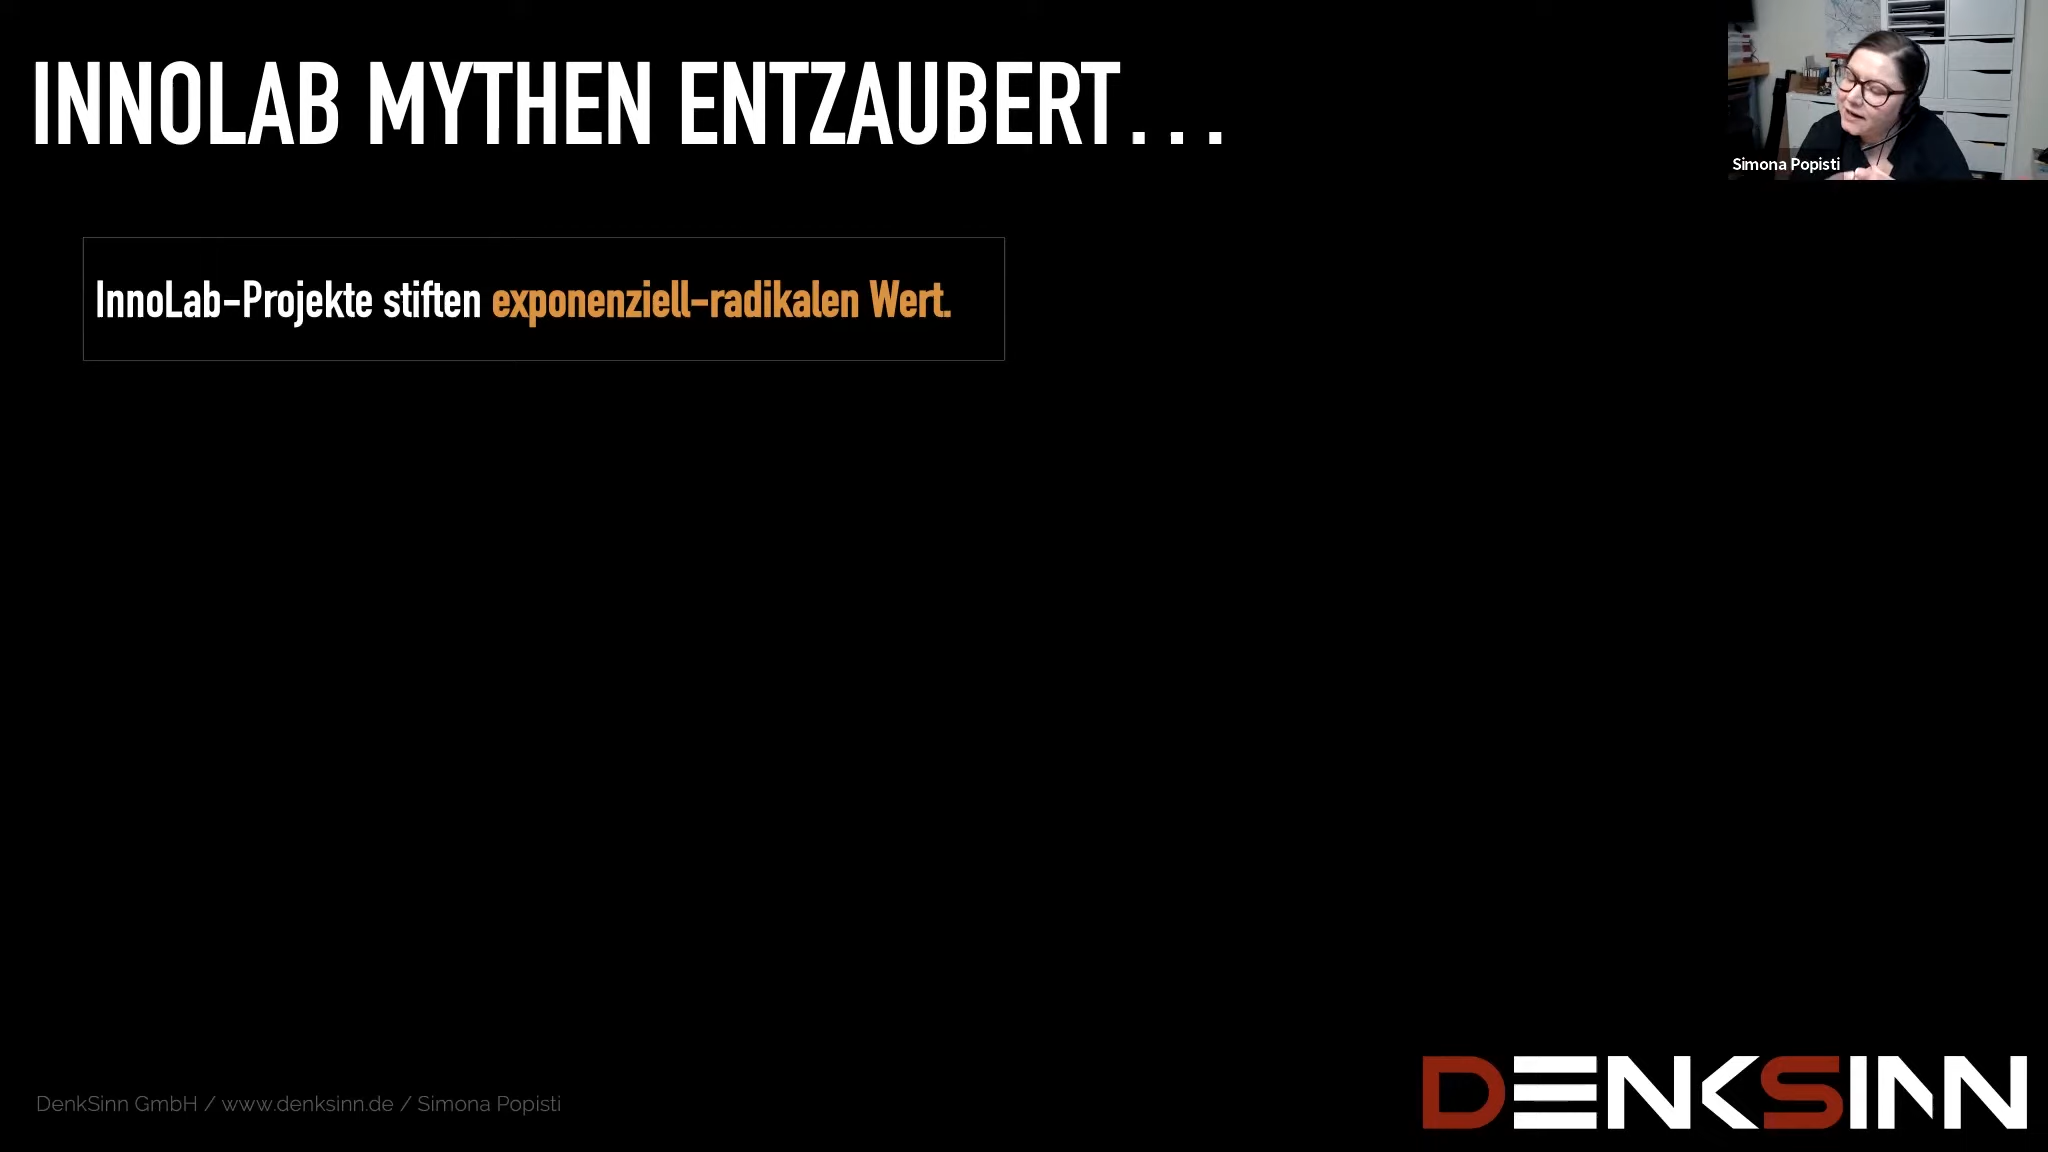 INNOLAB MYTHEN ENTZAUBERT...
Simona Popisti
InnoLab-Projekte stiften exponenziell-radikalen Wert.
DenkSinn GmbH / www.denksinn.de / Simona Popisti
DENKSINN